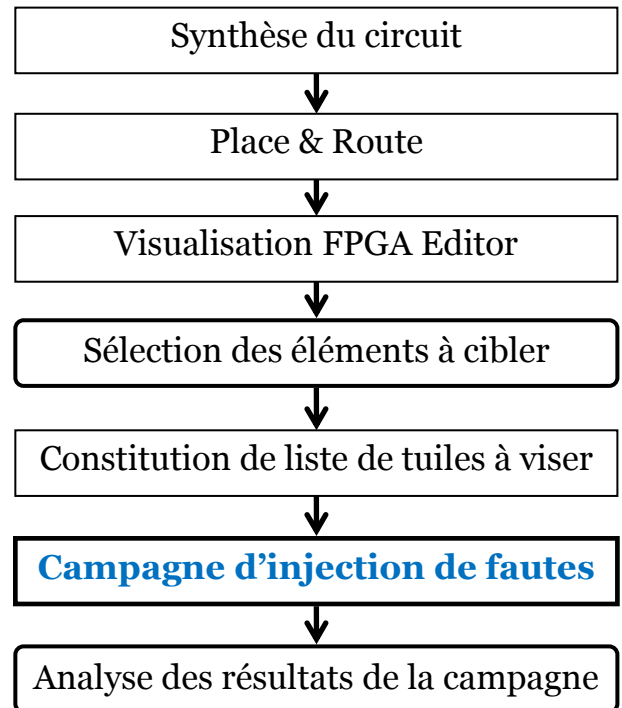 Synthèse du circuit
Place & Route
Visualisation FPGA Editor
Sélection des éléments à cibler
Constitution de liste de tuiles à viser
Campagne d’injection de fautes
Analyse des résultats de la campagne